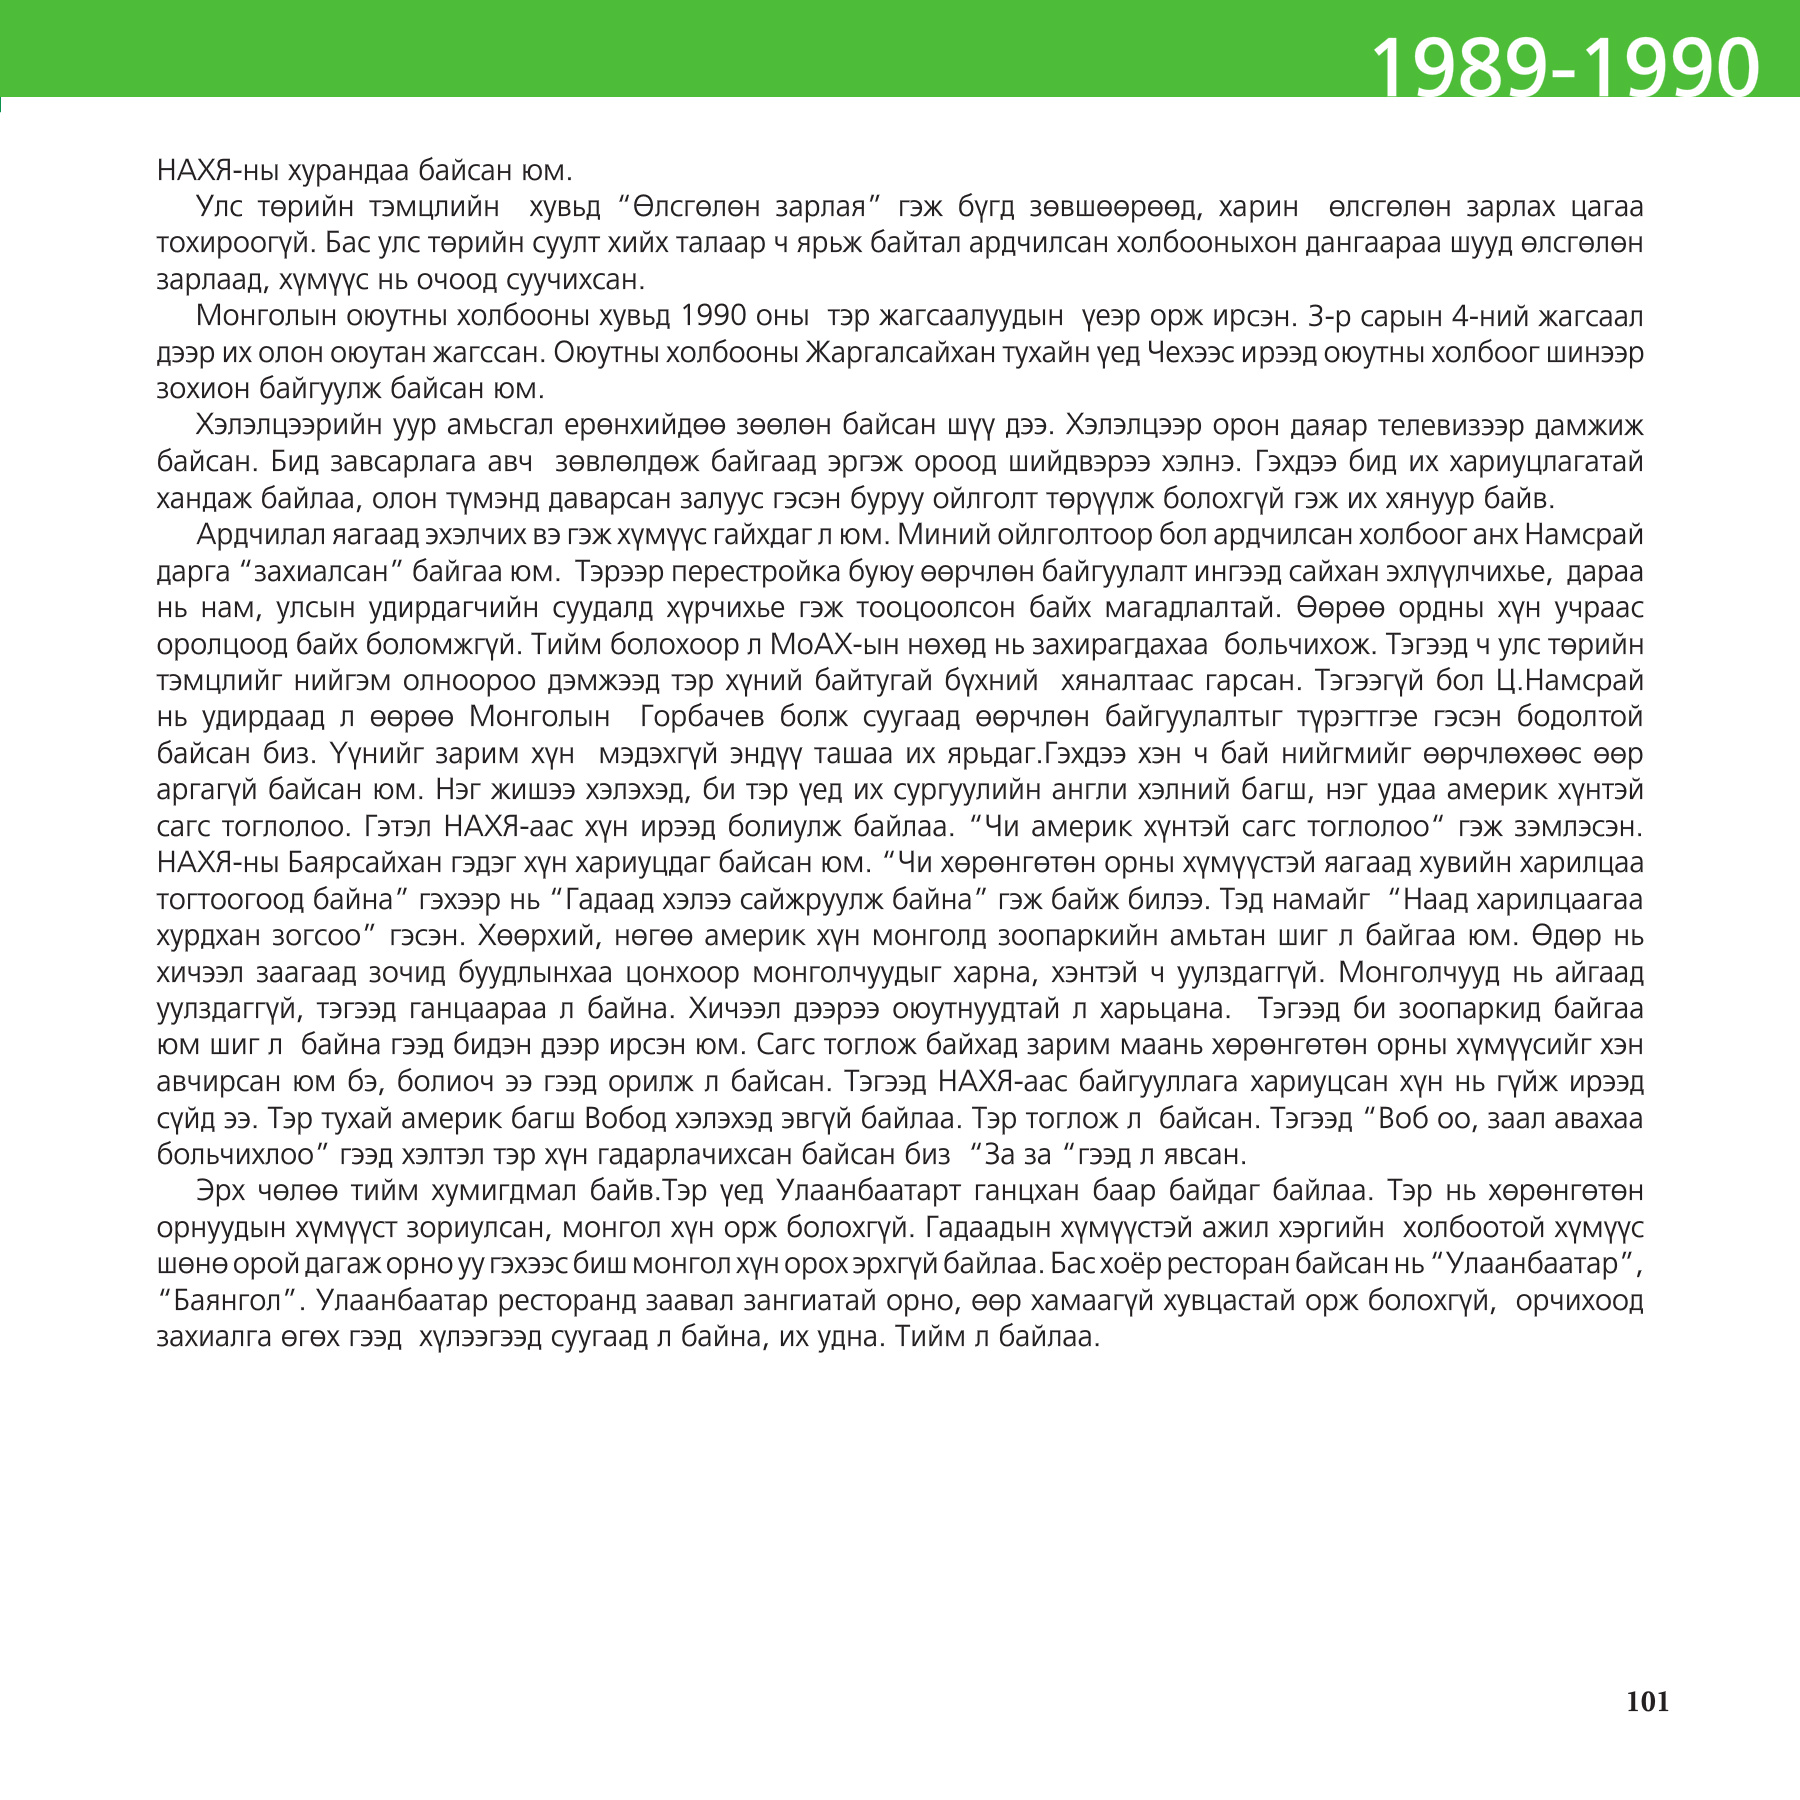 1989-1990
НАХЯ-ны хурандаа байсан юм.
Улс төрийн тэмцлийн хувьд “Өлсгөлөн зарлая” гэж бүгд зөвшөөрөөд, харин өлсгөлөн зарлах цагаа
тохироогүй. Бас улс төрийн суулт хийх талаар ч ярьж байтал ардчилсан холбооныхон дангаараа шууд өлсгөлөн
зарлаад, хүмүүс нь очоод суучихсан.
Монголын оюутны холбооны хувьд 1990 оны тэр жагсаалуудын үеэр орж ирсэн. 3-р сарын 4-ний жагсаал
дээр их олон оюутан жагссан. Оюутны холбооны Жаргалсайхан тухайн үед Чехээс ирээд оюутны холбоог шинээр
зохион байгуулж байсан юм.
Хэлэлцээрийн уур амьсгал ерөнхийдөө зөөлөн байсан шүү дээ. Хэлэлцээр орон даяар телевизээр дамжиж
байсан. Бид завсарлага авч зөвлөлдөж байгаад эргэж ороод шийдвэрээ хэлнэ. Гэхдээ бид их хариуцлагатай
хандаж байлаа, олон түмэнд даварсан залуус гэсэн буруу ойлголт төрүүлж болохгүй гэж их хянуур байв.
Ардчилал яагаад эхэлчих вэ гэж хүмүүс гайхдаг л юм. Миний ойлголтоор бол ардчилсан холбоог анх Намсрай
дарга “захиалсан” байгаа юм. Тэрээр перестройка буюу өөрчлөн байгуулалт ингээд сайхан эхлүүлчихье, дараа
нь нам, улсын удирдагчийн суудалд хүрчихье гэж тооцоолсон байх магадлалтай. Өөрөө ордны хүн учраас
оролцоод байх боломжгүй. Тийм болохоор л МоАХ-ын нөхөд нь захирагдахаа больчихож. Тэгээд ч улс төрийн
тэмцлийг нийгэм олноороо дэмжээд тэр хүний байтугай бүхний хяналтаас гарсан. Тэгээгүй бол Ц.Намсрай
нь удирдаад л өөрөө Монголын Горбачев болж суугаад өөрчлөн байгуулалтыг түрэгтгэе гэсэн бодолтой
байсан биз. Үүнийг зарим хүн мэдэхгүй эндүү ташаа их ярьдаг.Гэхдээ хэн ч бай нийгмийг өөрчлөхөөс өөр
аргагүй байсан юм. Нэг жишээ хэлэхэд, би тэр үед их сургуулийн англи хэлний багш, нэг удаа америк хүнтэй
сагс тоглолоо. Гэтэл НАХЯ-аас хүн ирээд болиулж байлаа. “Чи америк хүнтэй сагс тоглолоо“ гэж зэмлэсэн.
НАХЯ-ны Баярсайхан гэдэг хүн хариуцдаг байсан юм. “Чи хөрөнгөтөн орны хүмүүстэй яагаад хувийн харилцаа
тогтоогоод байна” гэхээр нь “Гадаад хэлээ сайжруулж байна” гэж байж билээ. Тэд намайг “Наад харилцаагаа
хурдхан зогсоо” гэсэн. Хөөрхий, нөгөө америк хүн монголд зоопаркийн амьтан шиг л байгаа юм. Өдөр нь
хичээл заагаад зочид буудлынхаа цонхоор монголчуудыг харна, хэнтэй ч уулздаггүй. Монголчууд нь айгаад
уулздаггүй, тэгээд ганцаараа л байна. Хичээл дээрээ оюутнуудтай л харьцана. Тэгээд би зоопаркид байгаа
юм шиг л байна гээд бидэн дээр ирсэн юм. Сагс тоглож байхад зарим маань хөрөнгөтөн орны хүмүүсийг хэн
авчирсан юм бэ, болиоч ээ гээд орилж л байсан. Тэгээд НАХЯ-аас байгууллага хариуцсан хүн нь гүйж ирээд
сүйд ээ. Тэр тухай америк багш Вобод хэлэхэд эвгүй байлаа. Тэр тоглож л байсан. Тэгээд “Воб оо, заал авахаа
больчихлоо” гээд хэлтэл тэр хүн гадарлачихсан байсан биз “За за “гээд л явсан.
Эрх чөлөө тийм хумигдмал байв.Тэр үед Улаанбаатарт ганцхан баар байдаг байлаа. Тэр нь хөрөнгөтөн
орнуудын хүмүүст зориулсан, монгол хүн орж болохгүй. Гадаадын хүмүүстэй ажил хэргийн холбоотой хүмүүс
шөнө орой дагаж орно уу гэхээс биш монгол хүн орох эрхгүй байлаа. Бас хоёр ресторан байсан нь “Улаанбаатар”,
“Баянгол”. Улаанбаатар ресторанд заавал зангиатай орно, өөр хамаагүй хувцастай орж болохгүй, орчихоод
захиалга өгөх гээд хүлээгээд суугаад л байна, их удна. Тийм л байлаа.
101